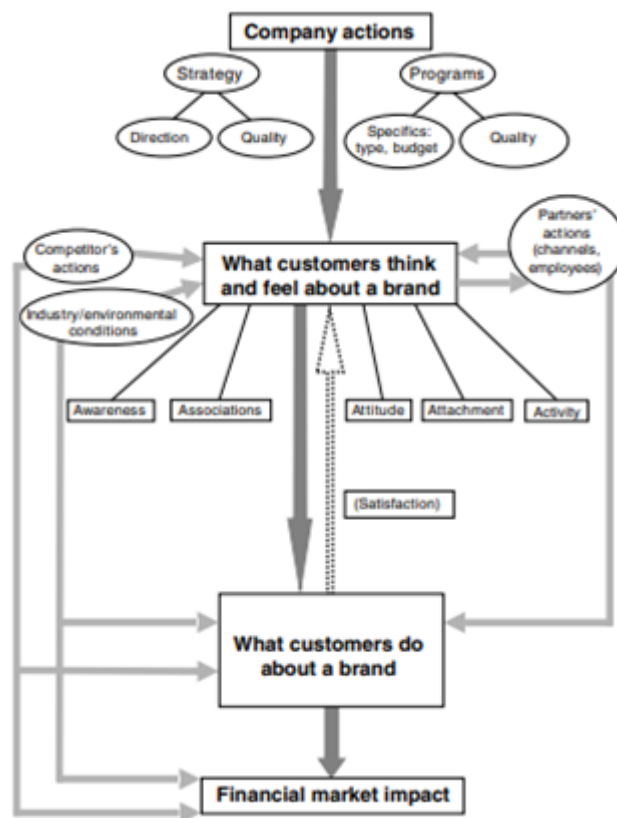 Company actions
Strategy
Programs
Direction
Quality
Specifics:
type, budget
Quality
Competitor's
actions
Partners'
actions
(channels,
employees)
What customers think
and feel about a brand
Industry/environmental
conditions
Awareness
Associations
Attitude
Attachment
Activity
(Satisfaction)
What customers do
about a brand
Financial market impact